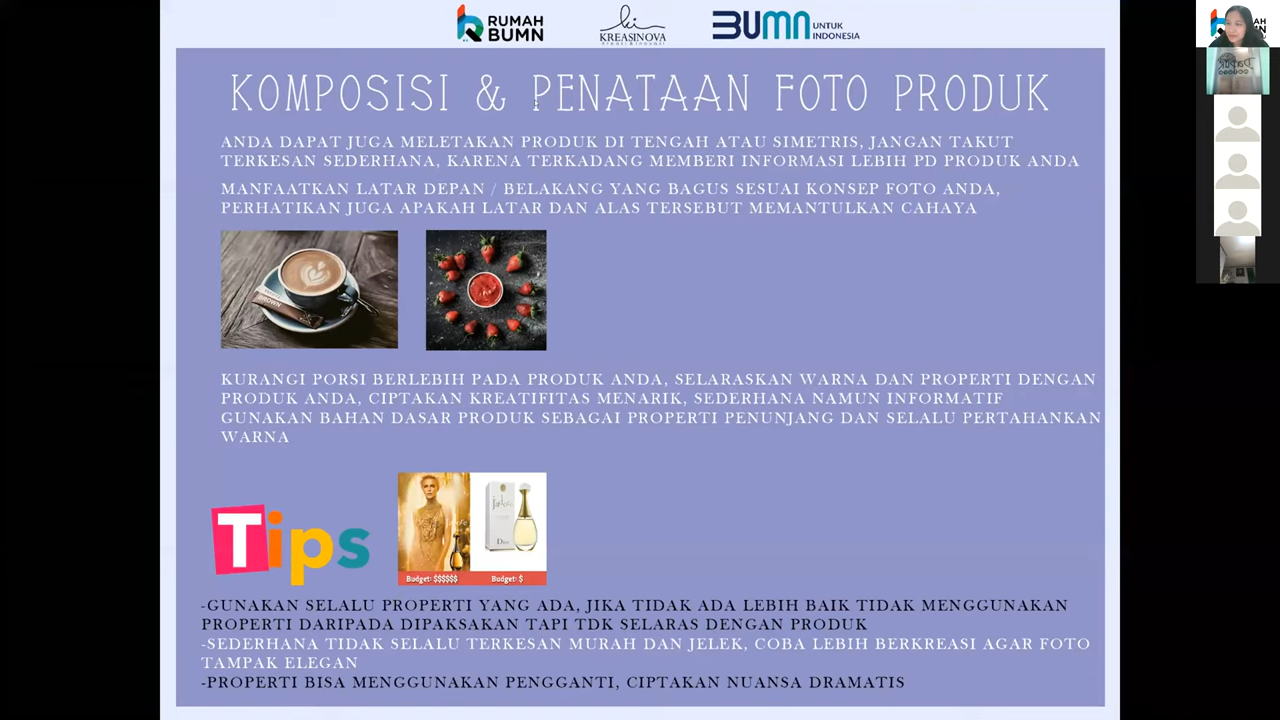 RUMAH
BUMN
ki
KREASINOVA
Kreasi & Inovasi
BUMN UNTUK
INDONESIA
KOMPOSISI & PENATAAN FOTO PRODUK
ANDA DAPAT JUGA MELETAKAN PRODUK DI TENGAH ATAU SIMETRIS, JANGAN TAKUT
TERKESAN SEDERHANA, KARENA TERKADANG MEMBERI INFORMASI LEBIH PD PRODUK ANDA
MANFAATKAN LATAR DEPAN / BELAKANG YANG BAGUS SESUAI KONSEP FOTO ANDA,
PERHATIKAN JUGA APAKAH LATAR DAN ALAS TERSEBUT MEMANTULKAN CAHAYA
BROWN
KURANGI PORSI BERLEBIH PADA PRODUK ANDA, SELARASKAN WARNA DAN PROPERTI DENGAN
PRODUK ANDA, CIPTAKAN KREATIFITAS MENARIK, SEDERHANA NAMUN INFORMATIF
GUNAKAN BAHAN DASAR PRODUK SEBAGAI PROPERTI PENUNJANG DAN SELALU PERTAHANKAN
WARNA
Tips
j'adore
Dior
Budget: $$$$$$ Budget: $
-GUNAKAN SELALU PROPERTI YANG ADA, JIKA TIDAK ADA LEBIH BAIK TIDAK MENGGUNAKAN
PROPERTI DARIPADA DIPAKSAKAN TAPI TDK SELARAS DENGAN PRODUK
-SEDERHANA TIDAK SELALU TERKESAN MURAH DAN JELEK, COBA LEBIH BERKREASI AGAR FOTO
TAMPAK ELEGAN
-PROPERTI BISA MENGGUNAKAN PENGGANTI, CIPTAKAN NUANSA DRAMATIS